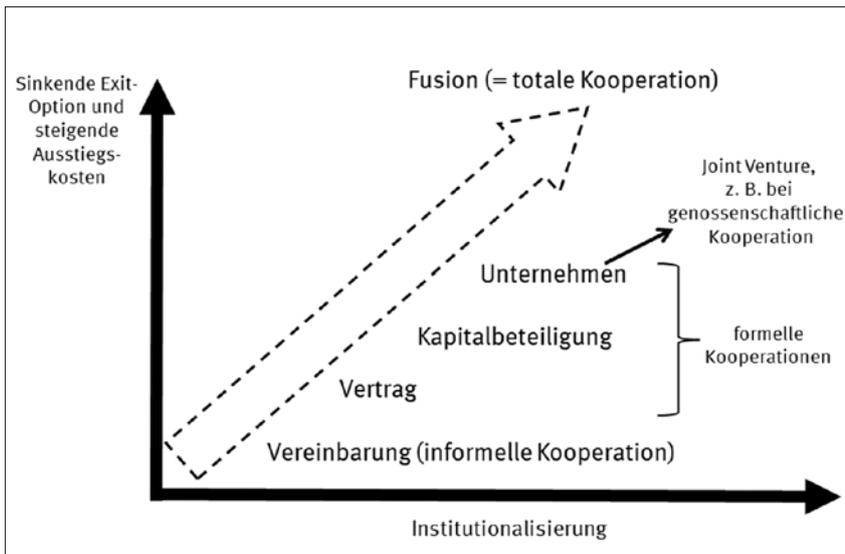 Sinkende Exit-
Option und
steigende
Ausstiegs-
kosten
Fusion (= totale Kooperation)
Joint Venture,
z. B. bei
genossenschaftliche
Kooperation
Unternehmen
Kapitalbeteiligung
formelle
Kooperationen
Vertrag
Vereinbarung (informelle Kooperation)
Institutionalisierung